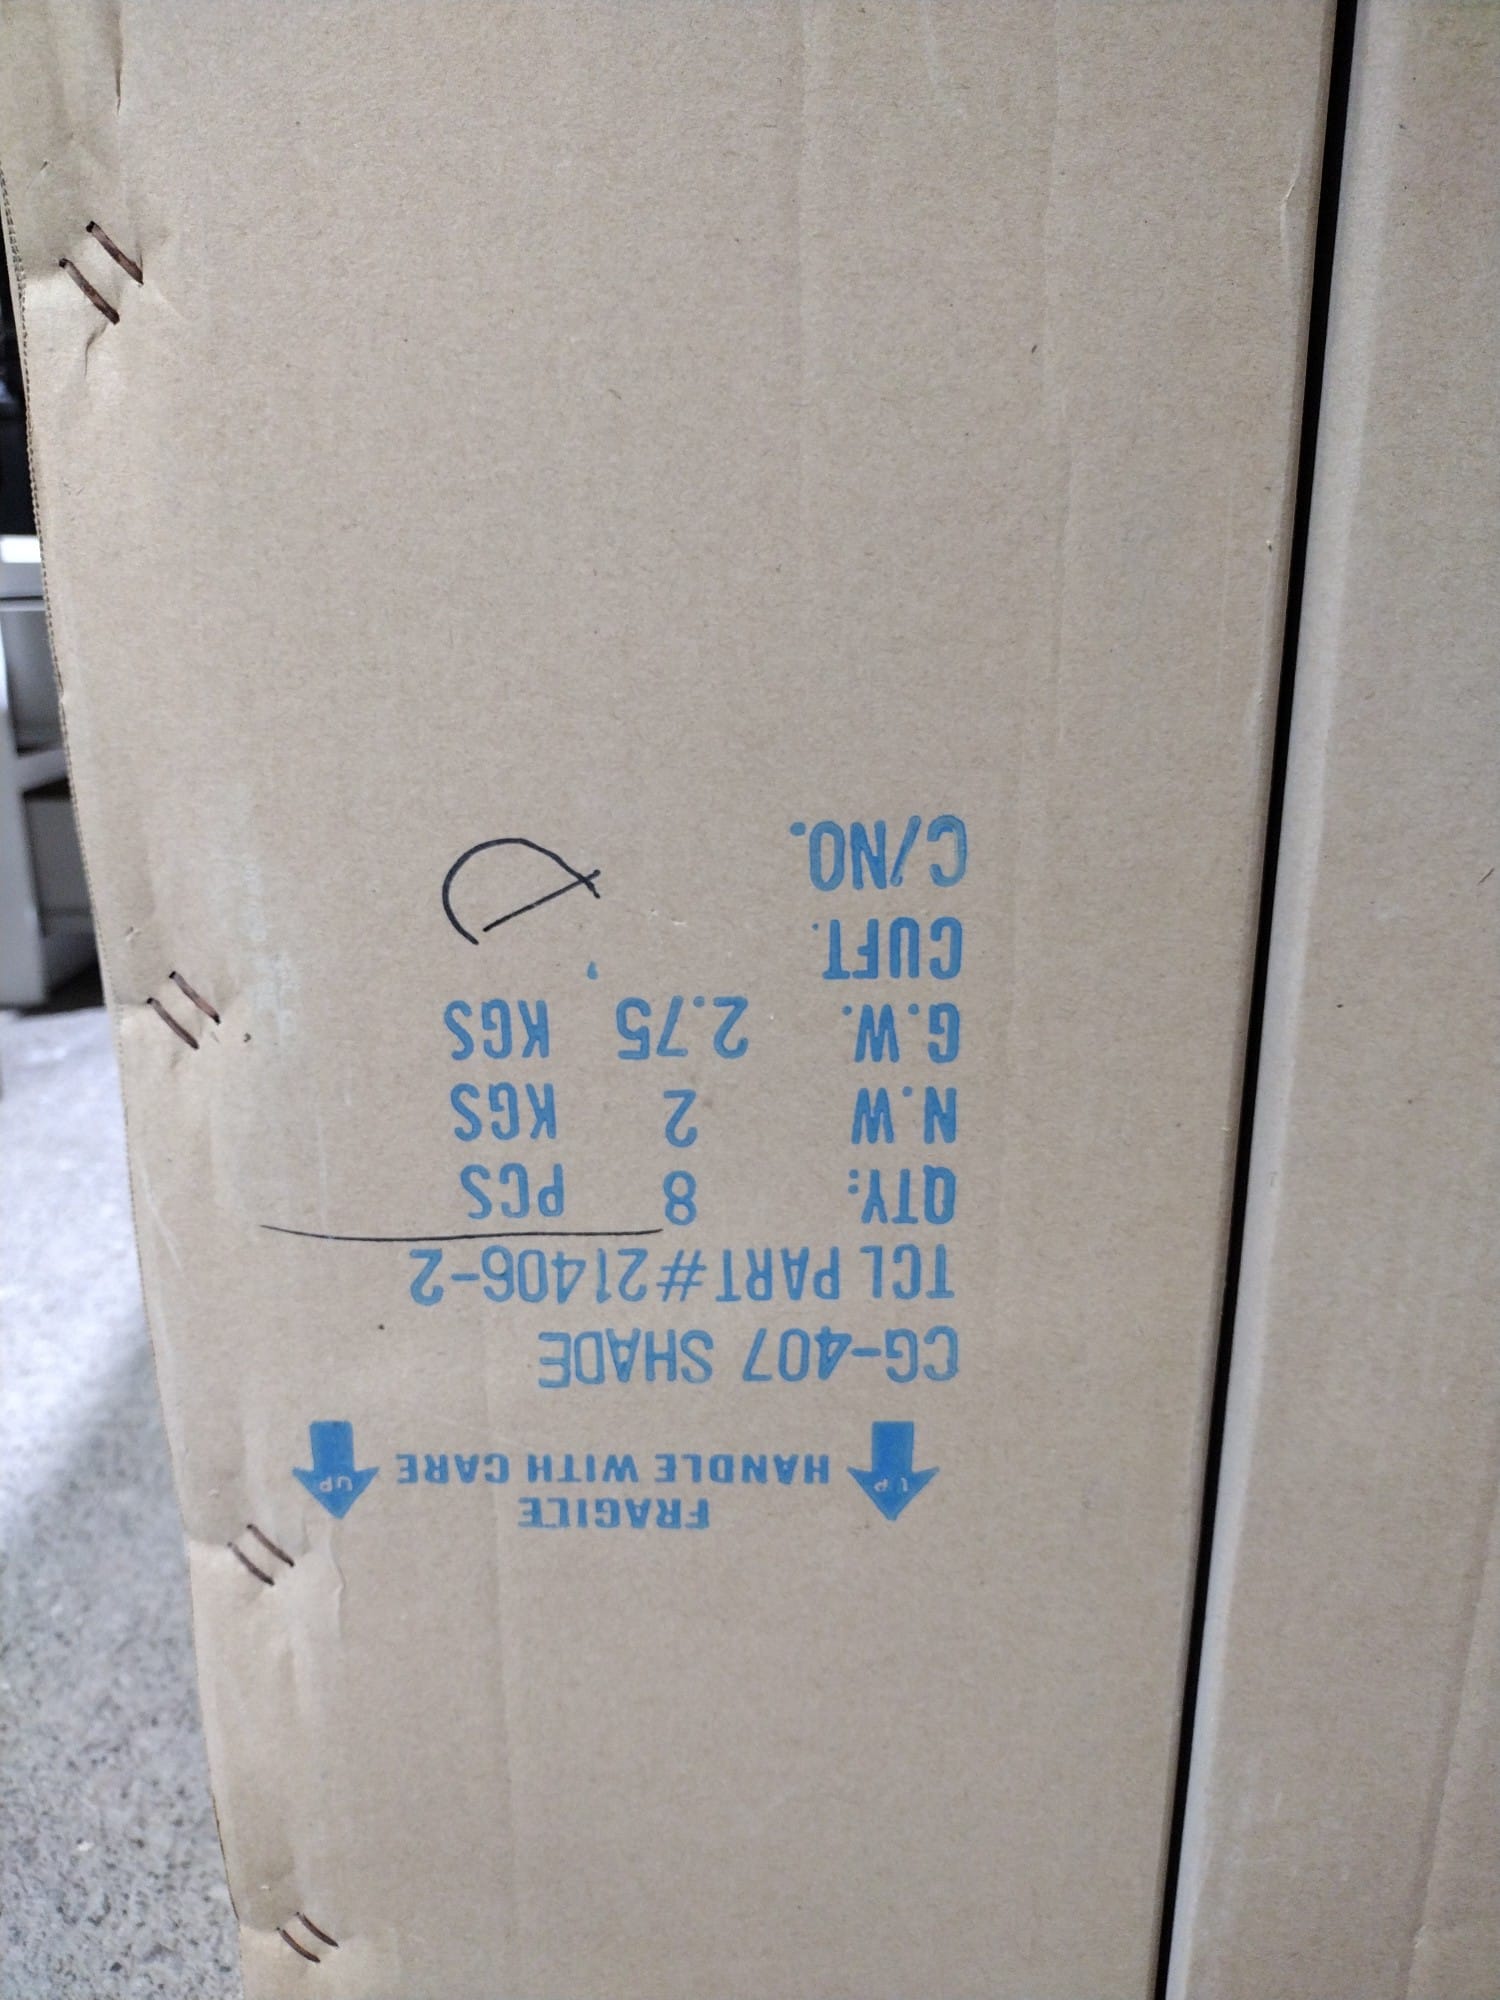 FRAGILE
UP HANDLE WITH CARE UP
CG-407 SHADE
TCL PART#21406-2
QTY: 8 PCS
N.W 2 KGS
G.W. 2.75 KGS
CUFT.
C/NO.